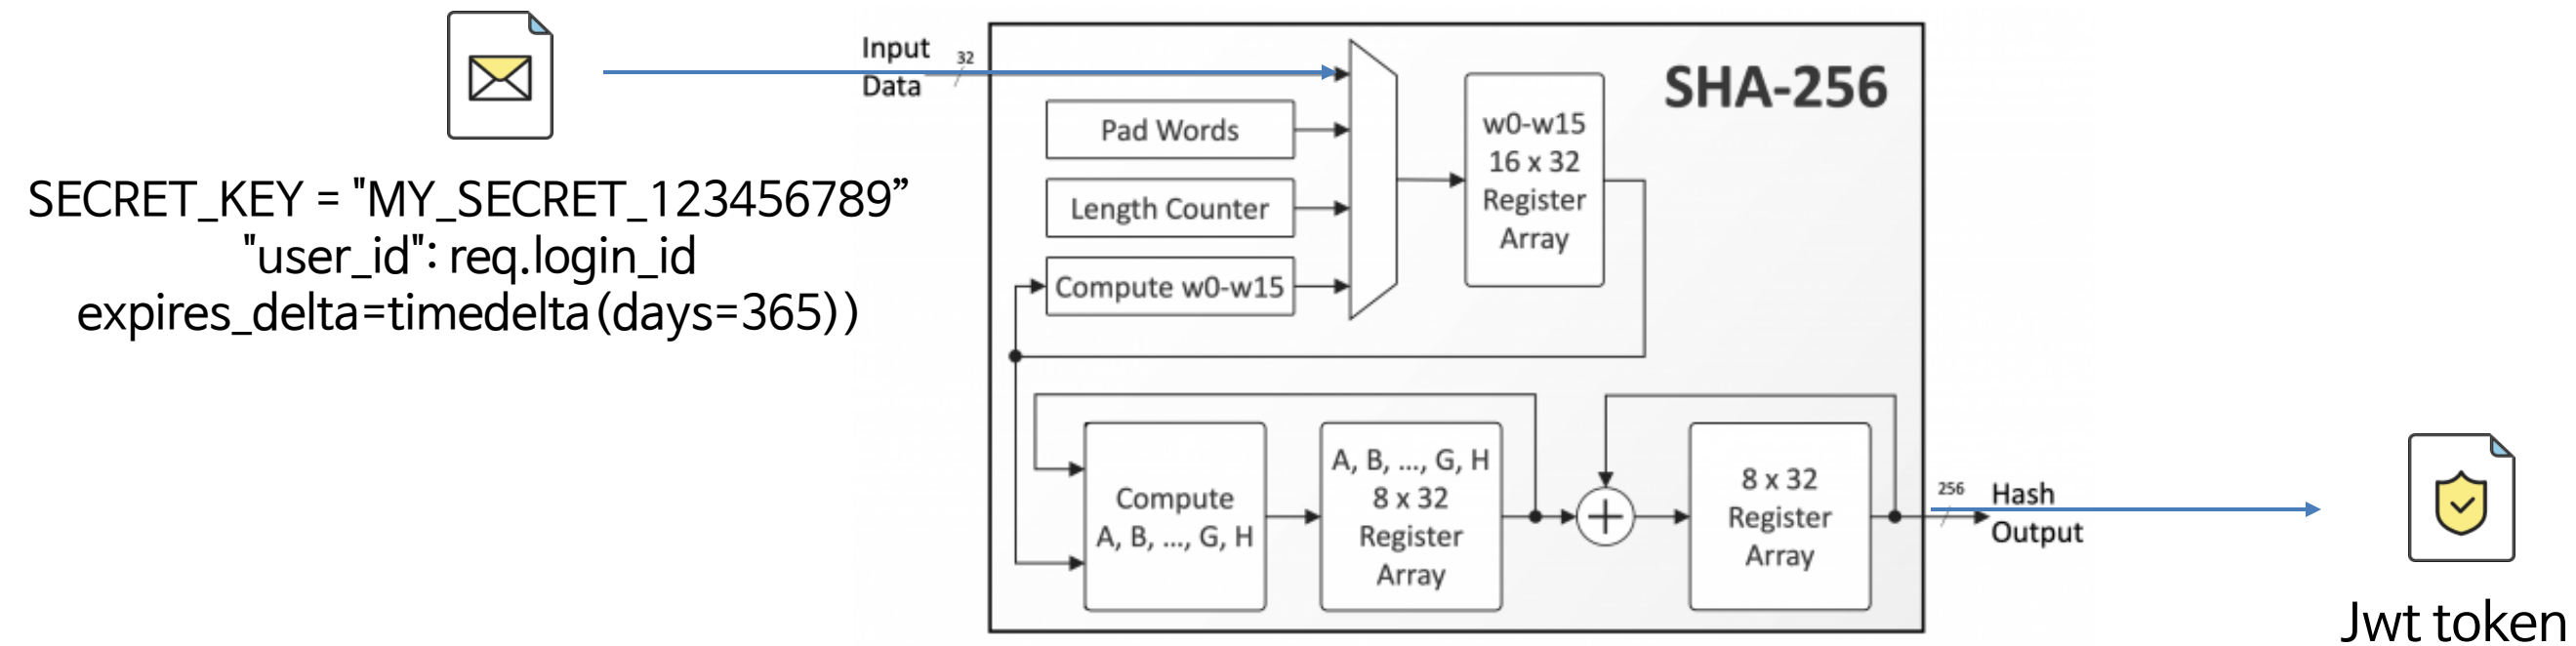 SECRET_KEY = "MY_SECRET_123456789”
"user_id": req.login_id
expires_delta=timedelta(days=365))
Input
Data
32
SHA-256
Pad Words
Length Counter
Compute w0-w15
w0-w15
16 x 32
Register
Array
Compute
A, B, ..., G, H
A, B, ..., G, H
8 x 32
Register
Array
8 x 32
Register
Array
256
Hash
Output
Jwt token